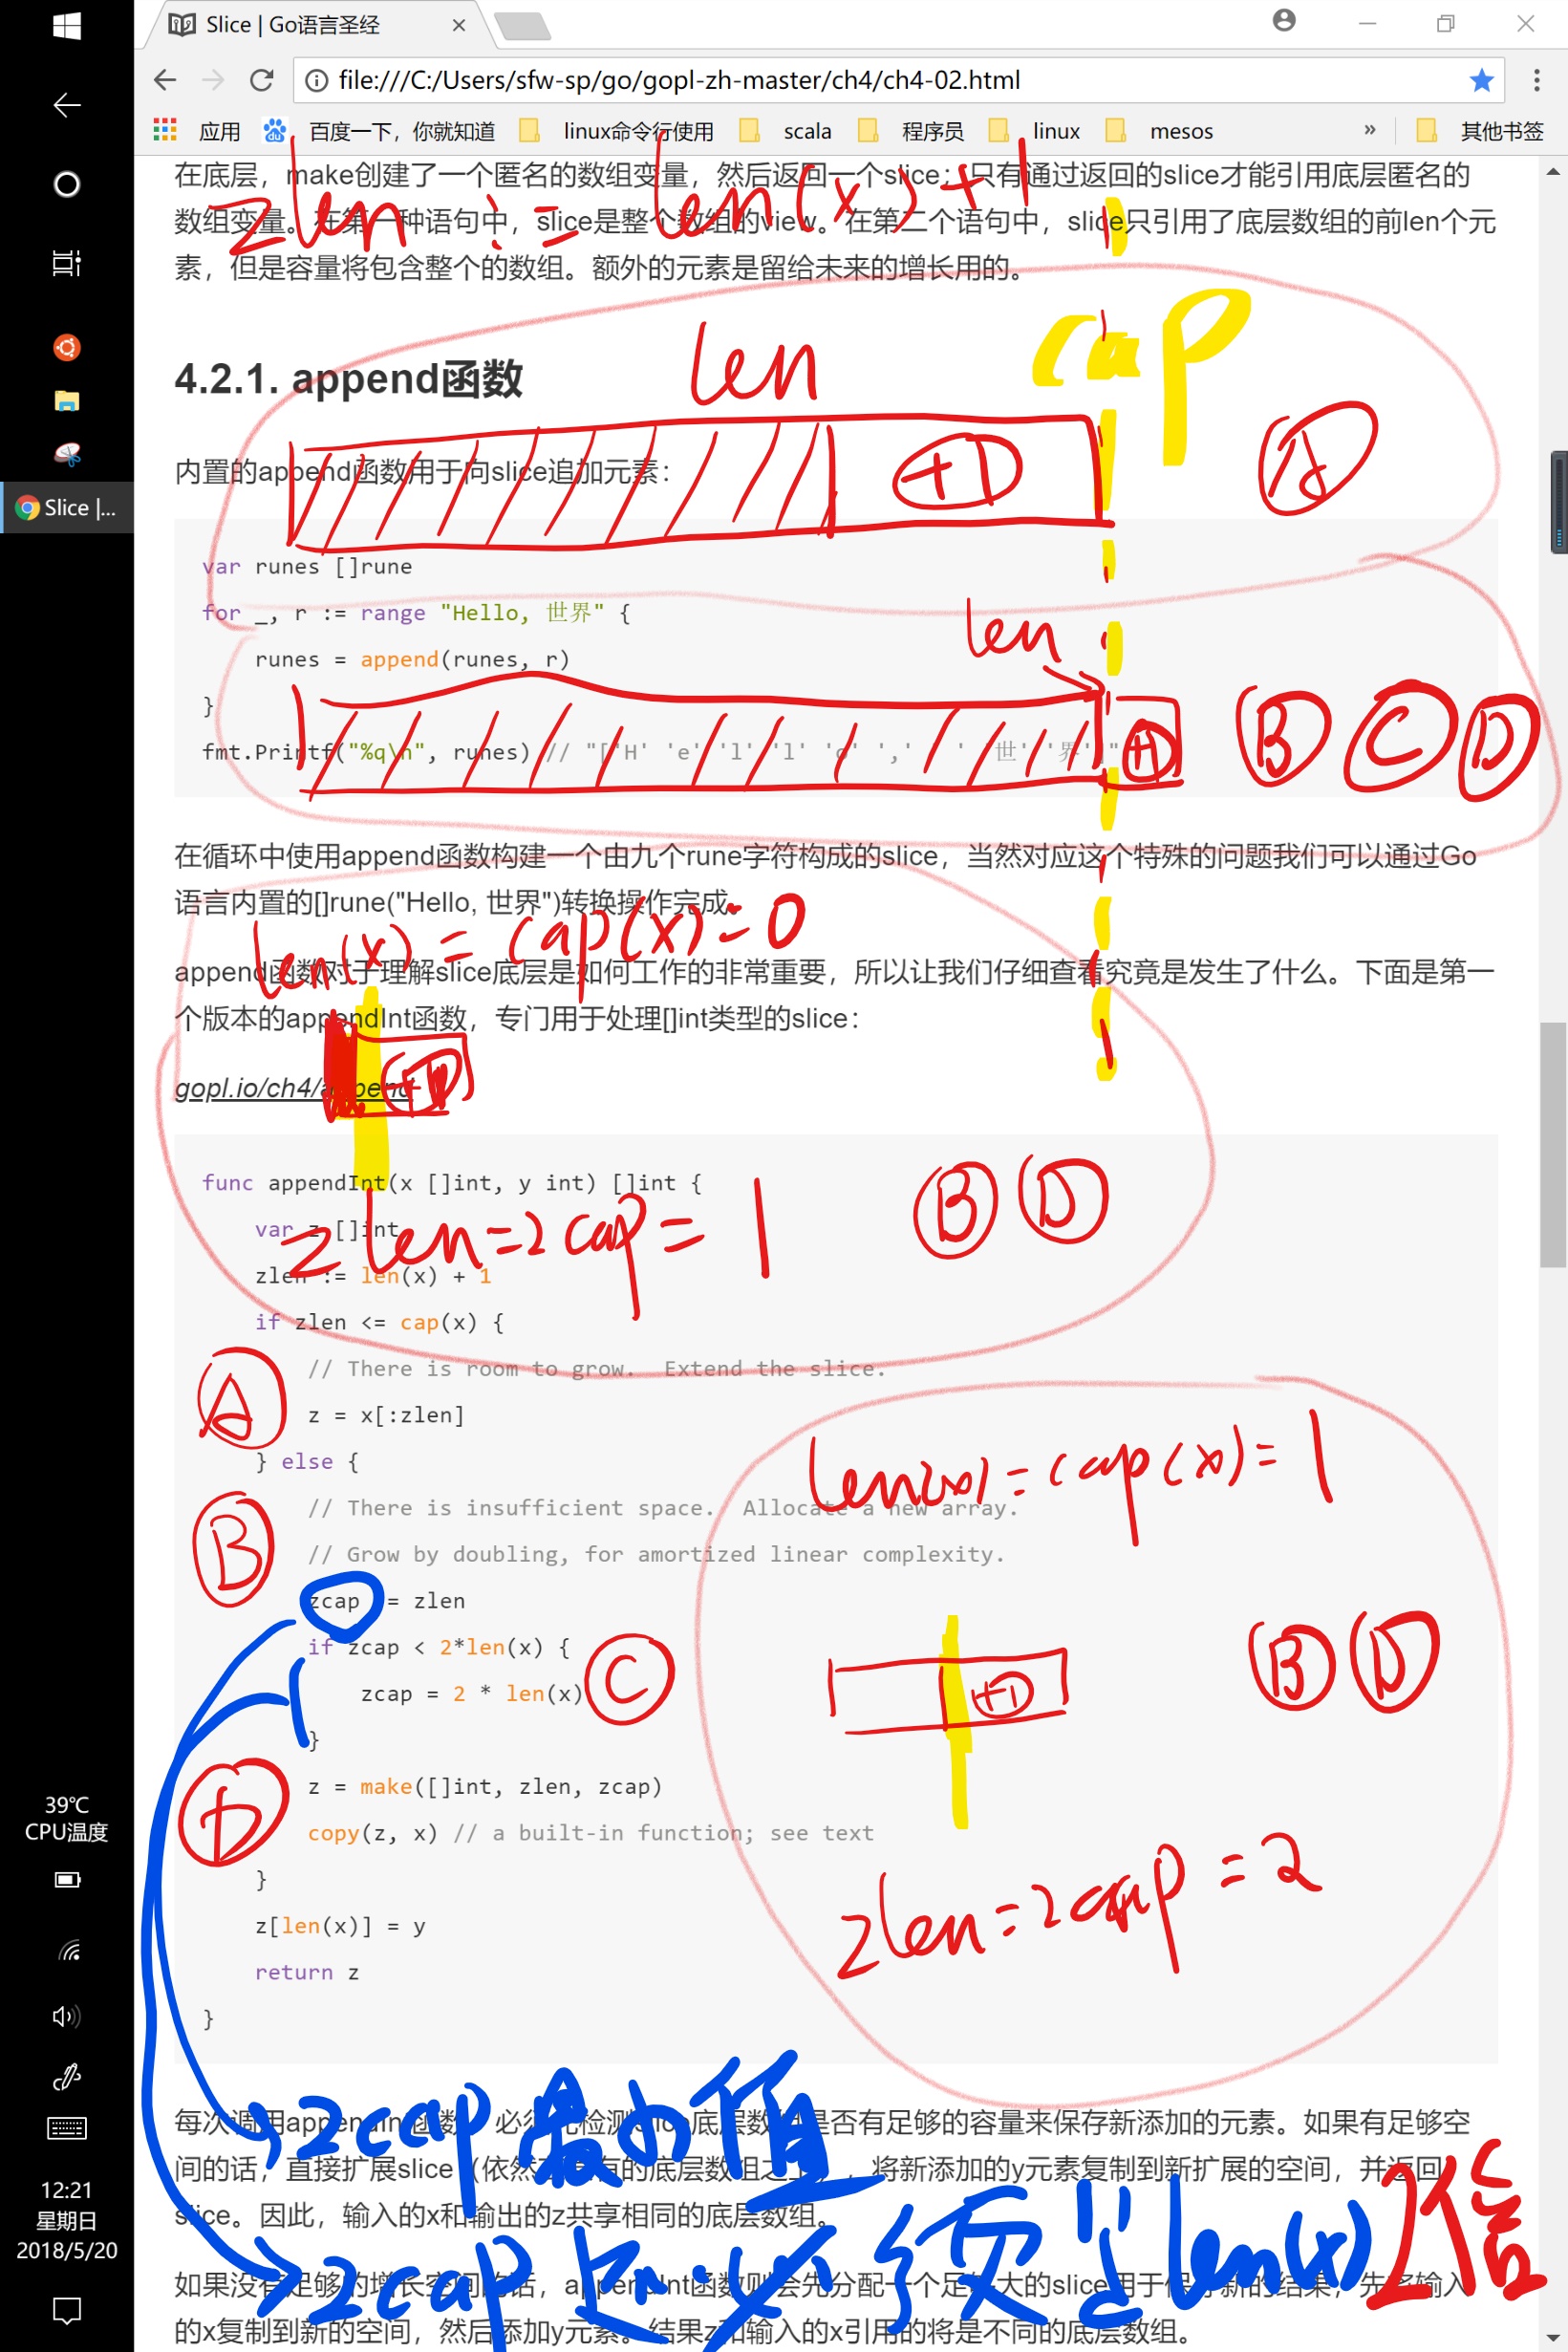 Slice | Go语言圣经
file:///C:/Users/sfw-sp/go/gopl-zh-master/ch4/ch4-02.html
应用 百度一下，你就知道 linux命令行使用 scala 程序员 linux mesos » 其他书签
在底层，make创建了一个匿名的数组变量，然后返回一个slice；只有通过返回的slice才能引用底层匿名的
zlen := len(x)+1
数组变量。在第一种语句中，slice是整个数组的view。在第二个语句中，slice只引用了底层数组的前len个元
素，但是容量将包含整个的数组。额外的元素是留给未来的增长用的。
len
cap
4.2.1. append函数
+1
A
内置的append函数用于向slice追加元素：
Slice |...
var runes []rune
for _, r := range "Hello, 世界" {
len
runes = append(runes, r)
}
+1
B C D
fmt.Printf("%q\n", runes) // "['H' 'e' 'l' 'l' 'o' ',' ' ' '世' '界']"
在循环中使用append函数构建一个由九个rune字符构成的slice，当然对应这个特殊的问题我们可以通过Go
语言内置的[]rune("Hello, 世界")转换操作完成。
len(x) = cap(x)=0
append函数对于理解slice底层是如何工作的非常重要，所以让我们仔细查看究竟是发生了什么。下面是第一
个版本的appendInt函数，专门用于处理[]int类型的slice：
+1
gopl.io/ch4/append
func appendInt(x []int, y int) []int {
B D
var z []int
zlen=zcap= 1
zlen := len(x) + 1
if zlen <= cap(x) {
// There is room to grow.  Extend the slice.
A
z = x[:zlen]
} else {
len(x)=cap(x)=1
// There is insufficient space.  Allocate a new array.
B
// Grow by doubling, for amortized linear complexity.
zcap := zlen
if zcap < 2*len(x) {
C
zcap = 2 * len(x)
+1
B D
}
z = make([]int, zlen, zcap)
D
copy(z, x) // a built-in function; see text
}
zlen=zcap=2
z[len(x)] = y
return z
}
39℃
CPU温度
zcap最小值
每次调用appendInt函数，必须先检测slice底层数组是否有足够的容量来保存新添加的元素。如果有足够空
间的话，直接扩展slice（依然在原有的底层数组之上），将新添加的y元素复制到新扩展的空间，并返回
slice。因此，输入的x和输出的z共享相同的底层数组。
zcap 必须 len(x) 2倍
如果没有足够的增长空间的话，appendInt函数则会先分配一个足够大的slice用于保存新的结果，先将输入
的x复制到新的空间，然后添加y元素。结果z和输入的x引用的将是不同的底层数组。
12:21
星期日
2018/5/20